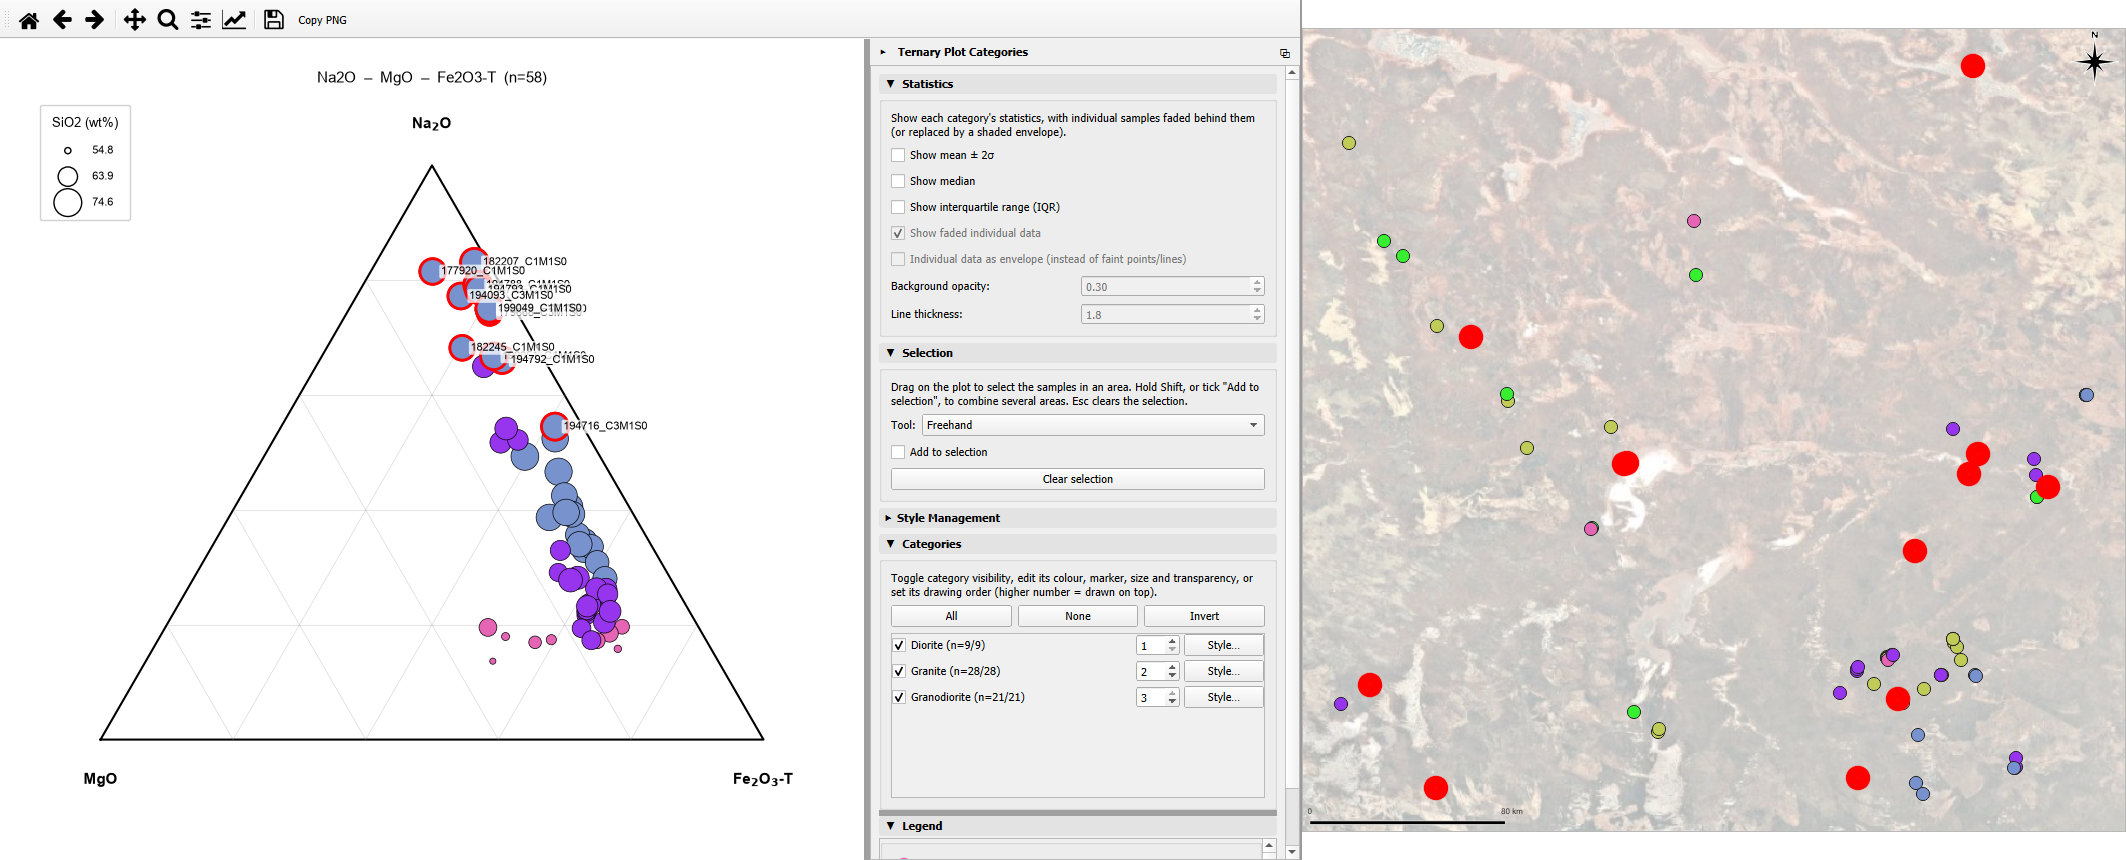 Copy PNG
Na2O – MgO – Fe2O3-T (n=58)
SiO2 (wt%)
54.8
63.9
74.6
Na₂O
182207_C1M1S0
177920_C1M1S0
194093_C3M1S0
199049_C1M1S0
182245_C1M1S0
194792_C1M1S0
194716_C3M1S0
MgO
Fe₂O₃-T
Ternary Plot Categories
Statistics
Show each category's statistics, with individual samples faded behind them
(or replaced by a shaded envelope).
Show mean ± 2σ
Show median
Show interquartile range (IQR)
Show faded individual data
Individual data as envelope (instead of faint points/lines)
Background opacity: 0.30
Line thickness: 1.8
Selection
Drag on the plot to select the samples in an area. Hold Shift, or tick "Add to
selection", to combine several areas. Esc clears the selection.
Tool: Freehand
Add to selection
Clear selection
Style Management
Categories
Toggle category visibility, edit its colour, marker, size and transparency, or
set its drawing order (higher number = drawn on top).
All None Invert
Diorite (n=9/9) 1 Style...
Granite (n=28/28) 2 Style...
Granodiorite (n=21/21) 3 Style...
Legend
N
0 80 km